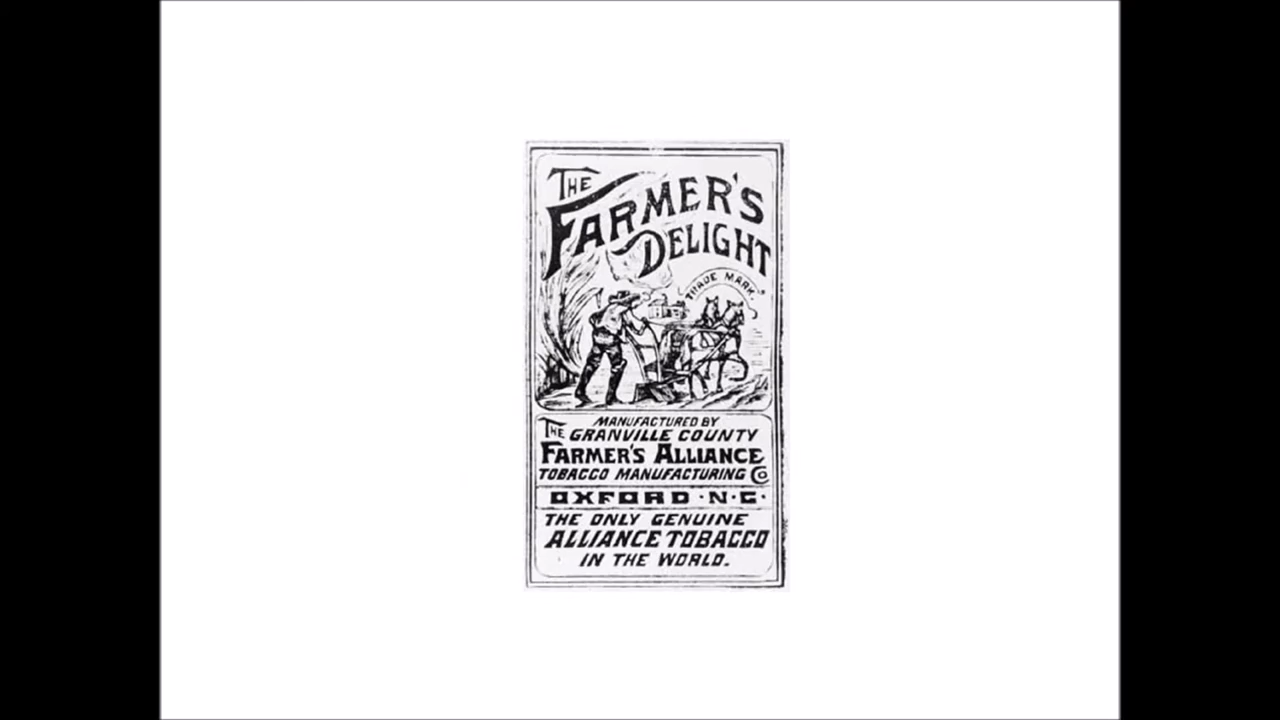 THE
FARMER'S
DELIGHT
TRADE MARK.
MANUFACTURED BY
THE GRANVILLE COUNTY
FARMER'S ALLIANCE
TOBACCO MANUFACTURING CO
OXFORD · N · C ·
THE ONLY GENUINE
ALLIANCE TOBACCO
IN THE WORLD.